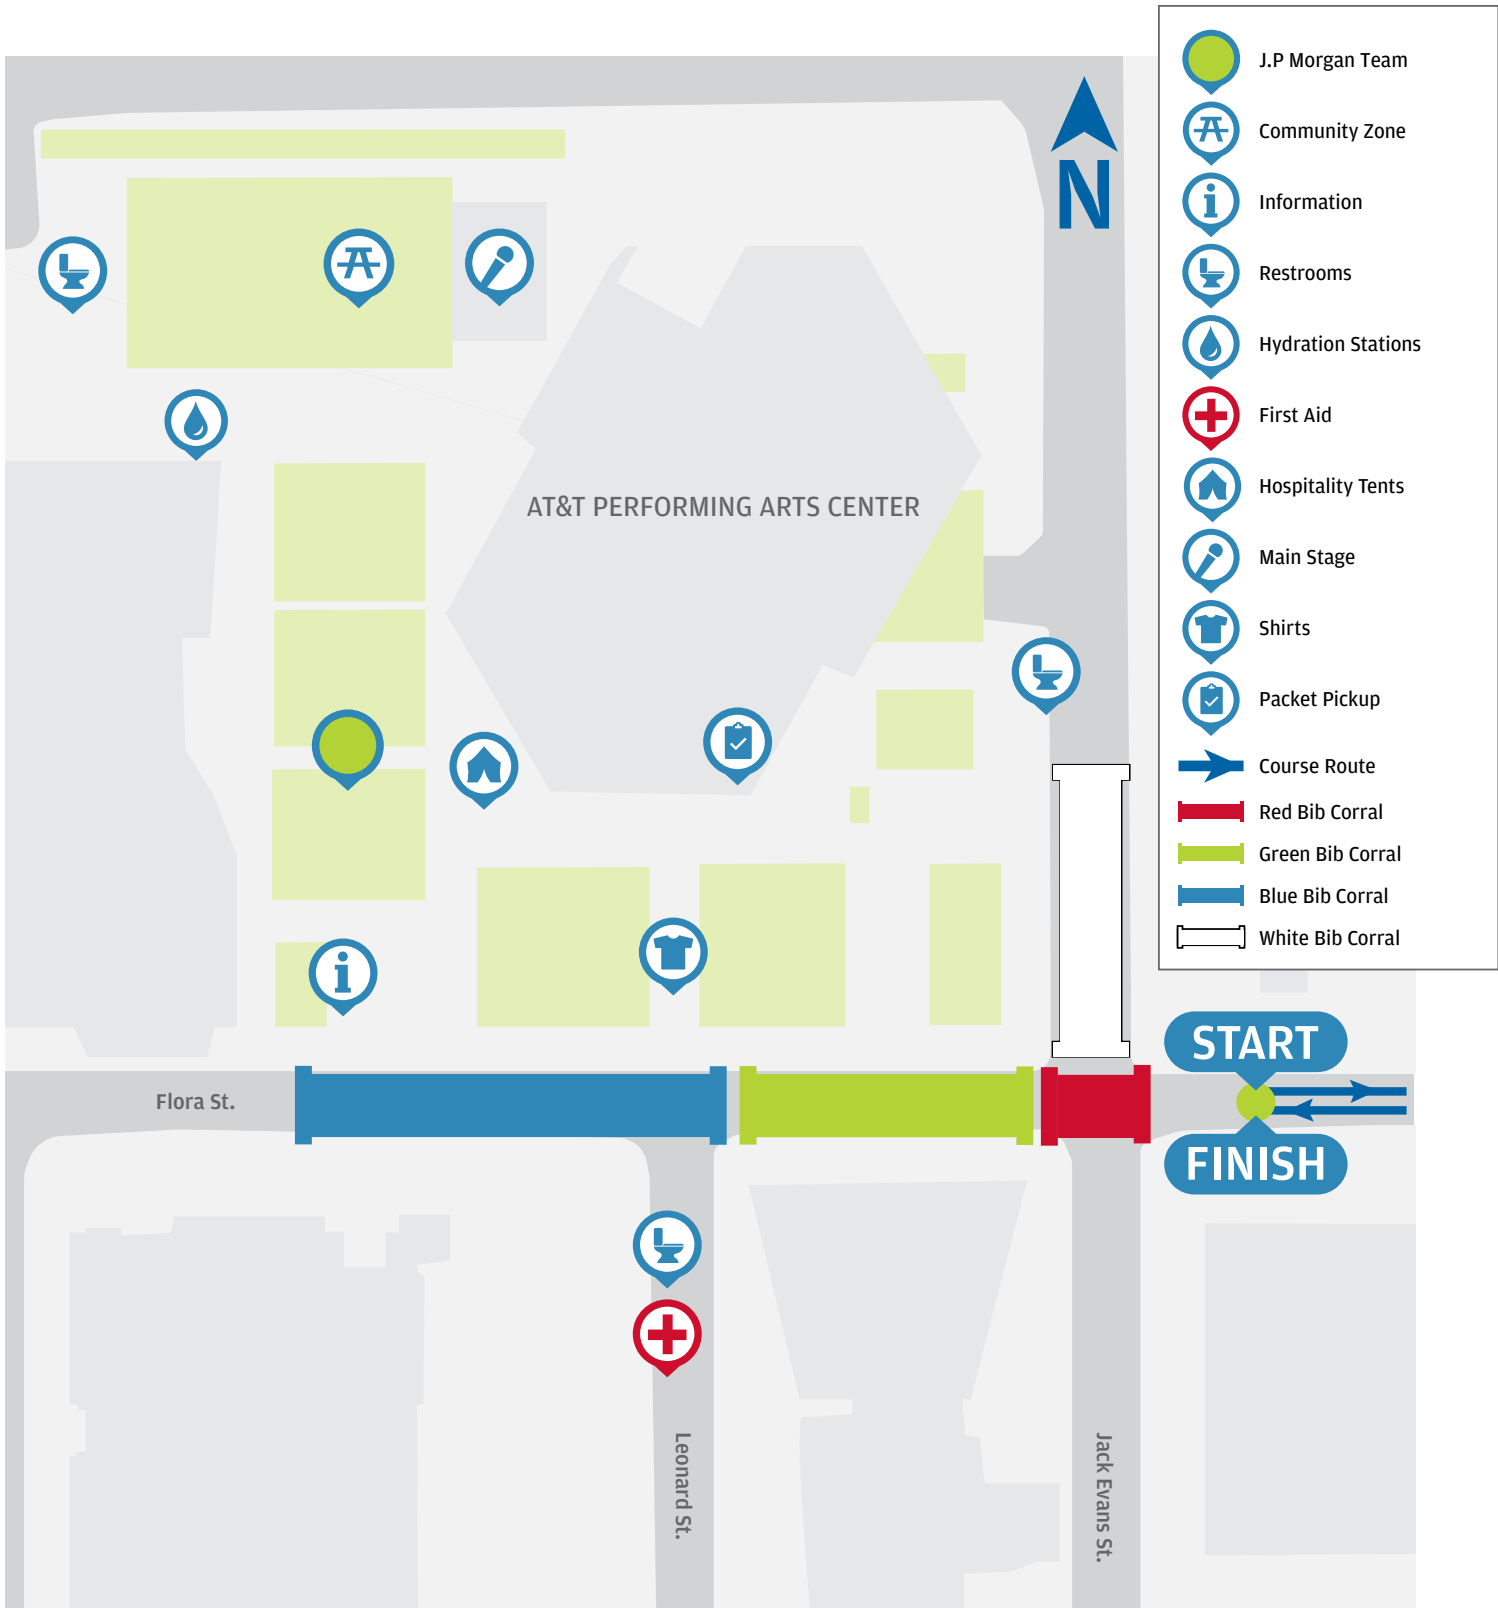 J.P Morgan Team
Community Zone
Information
Restrooms
Hydration Stations
First Aid
Hospitality Tents
Main Stage
Shirts
Packet Pickup
Course Route
Red Bib Corral
Green Bib Corral
Blue Bib Corral
White Bib Corral
N
AT&T PERFORMING ARTS CENTER
START
Flora St.
FINISH
Leonard St.
Jack Evans St.